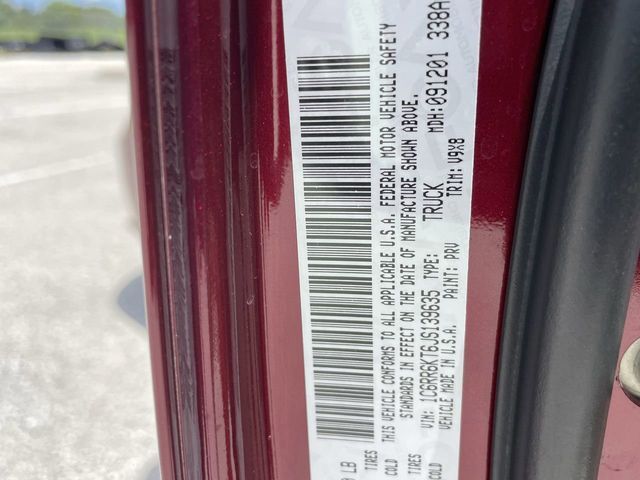 0 LB
TIRES
COLD
TIRES
COLD
THIS VEHICLE CONFORMS TO ALL APPLICABLE U.S.A. FEDERAL MOTOR VEHICLE SAFETY
STANDARDS IN EFFECT ON THE DATE OF MANUFACTURE SHOWN ABOVE.
VIN: 1C6RR6KT6JS139635 TYPE: TRUCK MDH:091201 338A
VEHICLE MADE IN U.S.A. PAINT: PRV TRIM: V9X8